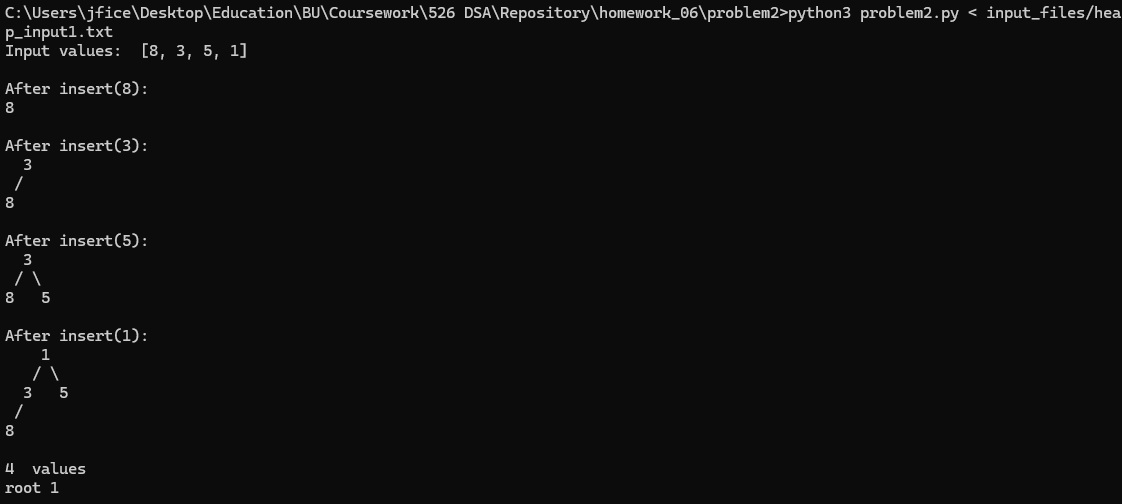 C:\Users\jfice\Desktop\Education\BU\Coursework\526 DSA\Repository\homework_06\problem2>python3 problem2.py < input_files/hea
p_input1.txt
Input values:  [8, 3, 5, 1]

After insert(8):
8

After insert(3):
  3
 /
8

After insert(5):
  3
 / \
8   5

After insert(1):
    1
   / \
  3   5
 /
8

4  values
root 1